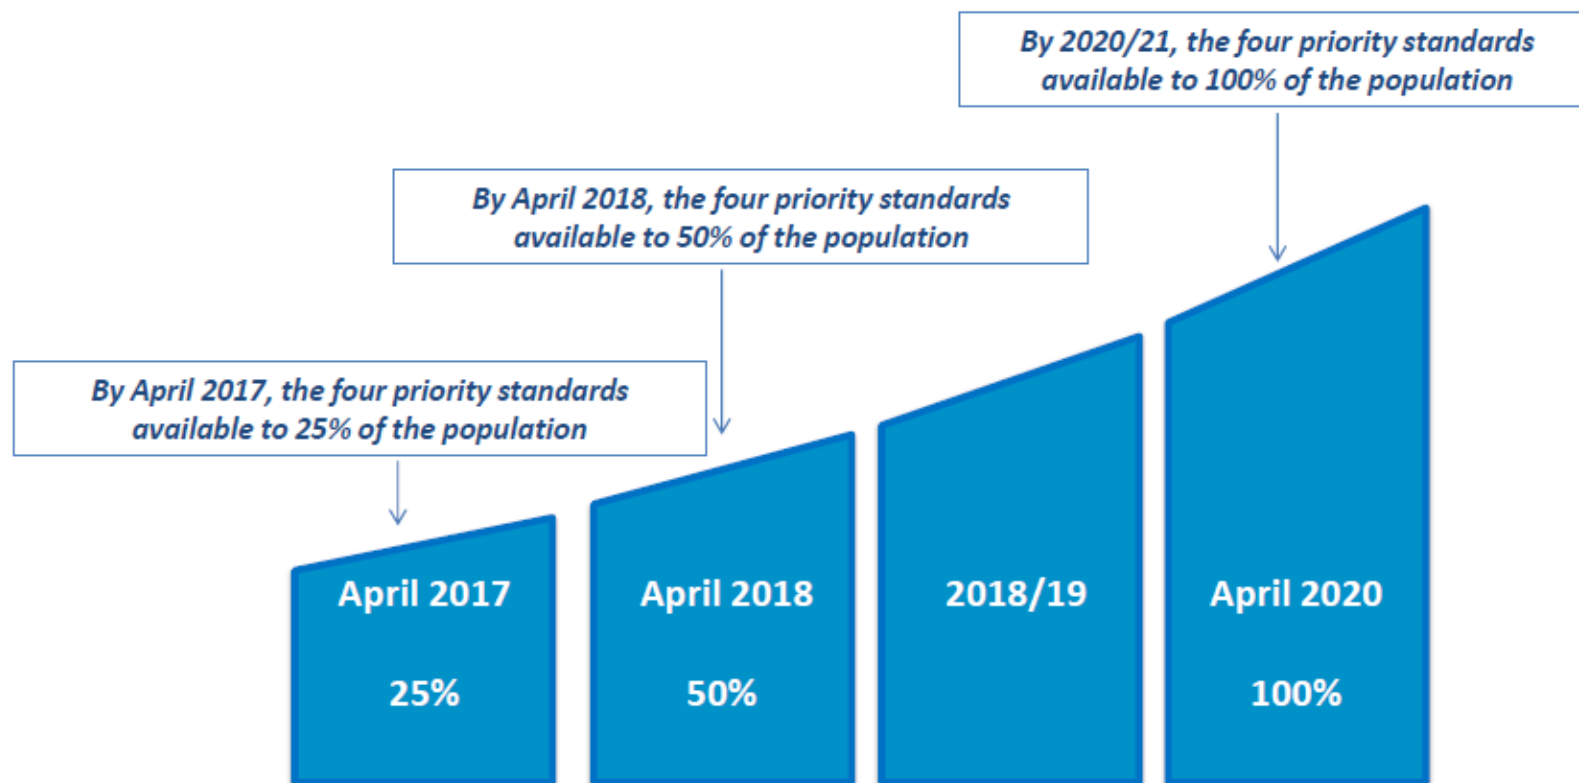 By 2020/21, the four priority standards
available to 100% of the population
By April 2018, the four priority standards
available to 50% of the population
By April 2017, the four priority standards
available to 25% of the population
April 2017
25%
April 2018
50%
2018/19
April 2020
100%